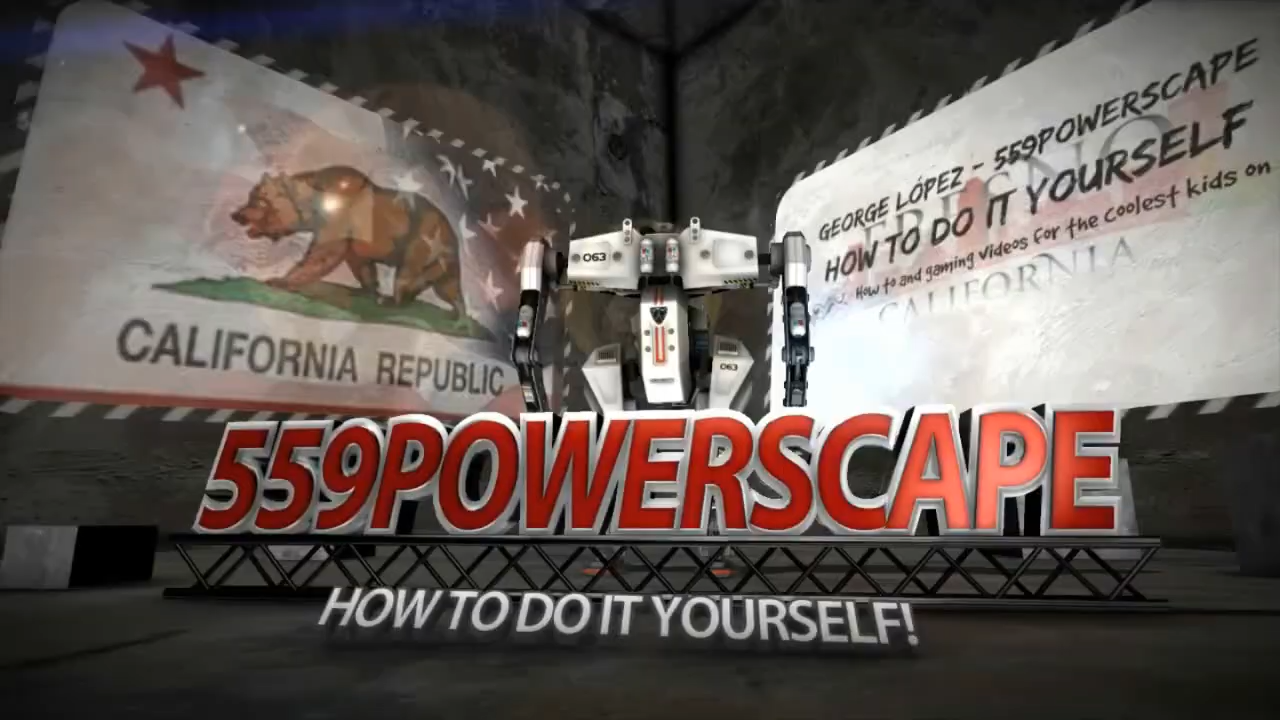 CALIFORNIA REPUBLIC
GEORGE LÓPEZ - 559POWERSCAPE
HOW TO DO IT YOURSELF
How to and gaming videos for the coolest kids on
FRESNO
CALIFORNIA
063
063
559POWERSCAPE
HOW TO DO IT YOURSELF!